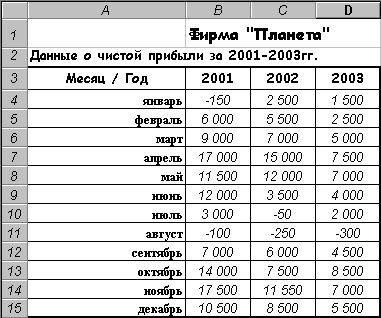 A B C D
1 Фирма "Планета"
2 Данные о чистой прибыли за 2001-2003гг.
3 Месяц / Год 2001 2002 2003
4 январь -150 2 500 1 500
5 февраль 6 000 5 500 2 500
6 март 9 000 7 000 5 000
7 апрель 17 000 15 000 7 500
8 май 11 500 12 000 7 000
9 июнь 12 000 3 500 4 000
10 июль 3 000 -50 2 000
11 август -100 -250 -300
12 сентябрь 7 000 6 000 4 500
13 октябрь 14 000 7 500 8 500
14 ноябрь 17 500 11 550 7 000
15 декабрь 10 500 8 500 5 500